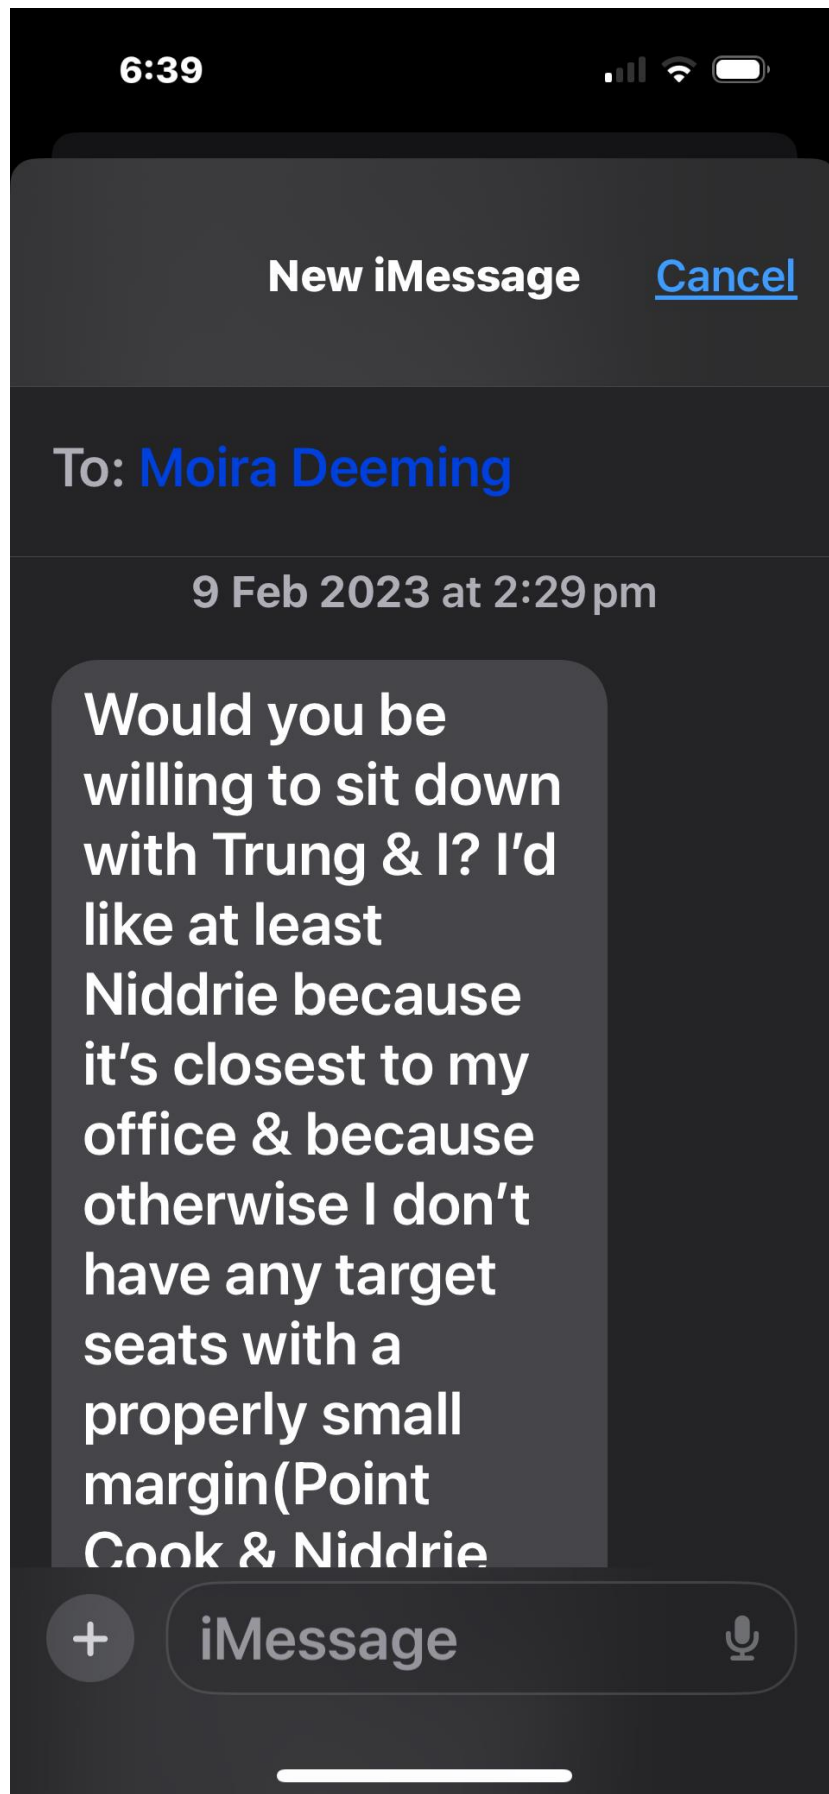 6:39
New iMessage
Cancel
To: Moira Deeming
9 Feb 2023 at 2:29 pm
Would you be
willing to sit down
with Trung & I? I’d
like at least
Niddrie because
it’s closest to my
office & because
otherwise I don’t
have any target
seats with a
properly small
margin(Point
Cook & Niddrie
iMessage